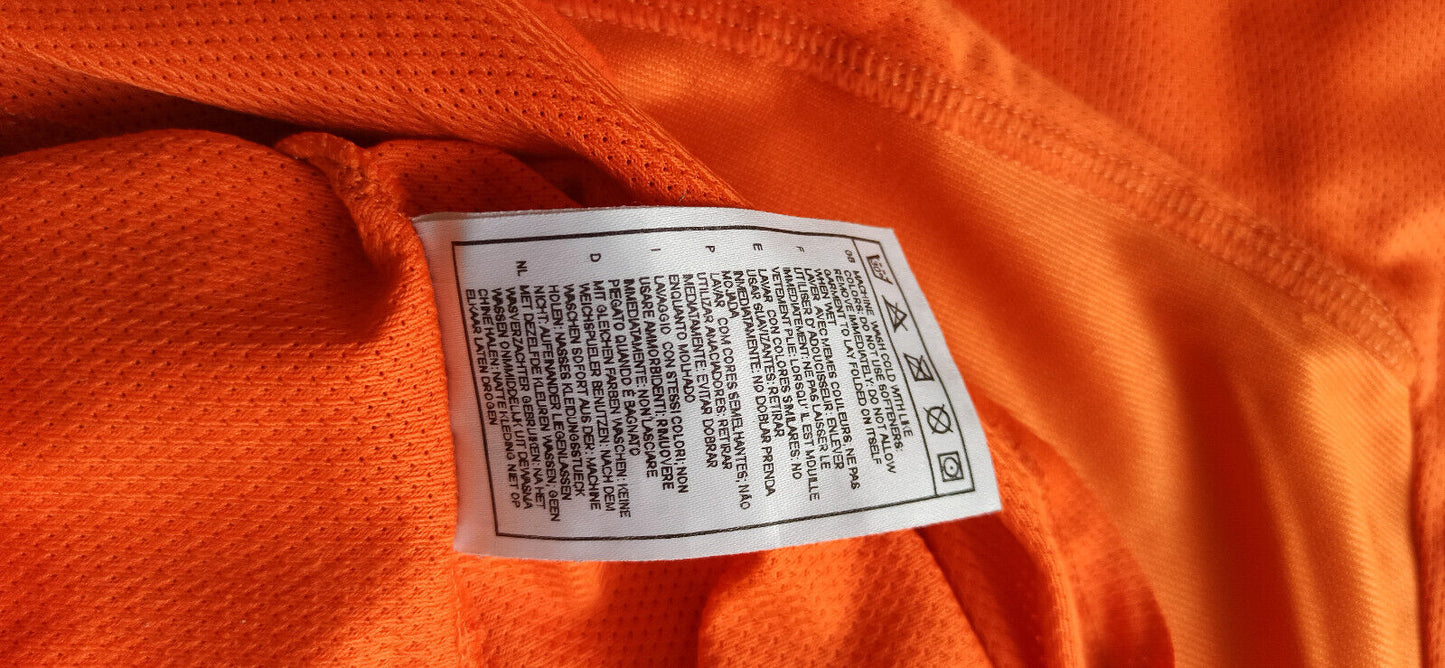 GB MACHINE WASH COLD WITH LIKE
COLORS: DO NOT USE SOFTENERS:
REMOVE IMMEDIATELY: DO NOT ALLOW
GARMENT TO LAY FOLDED ON ITSELF
WHEN WET
F LAVER AVEC MEMES COULEURS, NE PAS
UTILISER D'ADOUCISSEUR: ENLEVER
IMMEDIATEMENT: NE PAS LAISSER LE
VETEMENT PLIE: LORSQU' IL EST MOUILLE
E LAVAR CON COLORES SIMILARES: NO
USAR SUAVIZANTES: RETIRAR
INMEDIATAMENTE: NO DOBLAR PRENDA
MOJADA
P LAVAR COM CORES SEMELHANTES; NÃO
UTILIZAR AMACIADORES: RETIRAR
IMEDIATAMENTE: EVITAR DOBRAR
ENQUANTO MOLHADO
I LAVAGGIO CON STESSI COLORI; NON
USARE AMMORBIDENTI: RIMUOVERE
IMMEDIATAMENTE: NON LASCIARE
PIEGATO QUANDO È BAGNATO
D MIT GLEICHEN FARBEN WASCHEN: KEINE
WEICHSPUELER BENUTZEN: NACH DEM
WASCHEN SOFORT AUS DER: MACHINE
HOLEN: NASSES KLEIDUNGSSTUECK
NICHT AUFEINANDER LIEGENLASSEN
NL MET DEZELFDE KLEUREN WASSEN; GEEN
WASVERZACHTER GEBRUIKEN: NA HET
WASSEN ONMIDDELLIJK UIT DE WASMA
CHINE HALEN: NATTE KLEDING NIET OP
ELKAAR LATEN DROGEN